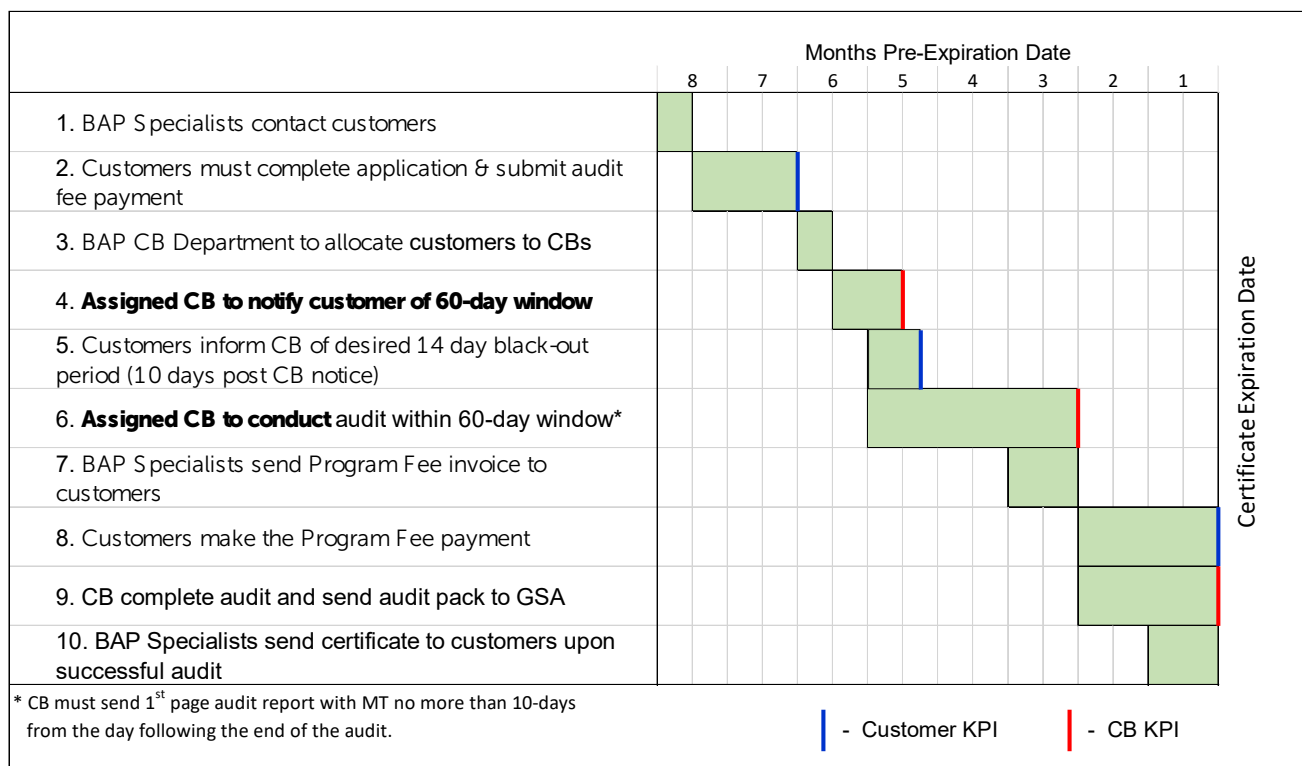 Months Pre-Expiration Date
8 7 6 5 4 3 2 1
1. BAP Specialists contact customers
2. Customers must complete application & submit audit
fee payment
3. BAP CB Department to allocate customers to CBs
4. Assigned CB to notify customer of 60-day window
5. Customers inform CB of desired 14 day black-out
period (10 days post CB notice)
6. Assigned CB to conduct audit within 60-day window*
7. BAP Specialists send Program Fee invoice to
customers
8. Customers make the Program Fee payment
9. CB complete audit and send audit pack to GSA
10. BAP Specialists send certificate to customers upon
successful audit
Certificate Expiration Date
* CB must send 1st page audit report with MT no more than 10-days
from the day following the end of the audit.
- Customer KPI
- CB KPI